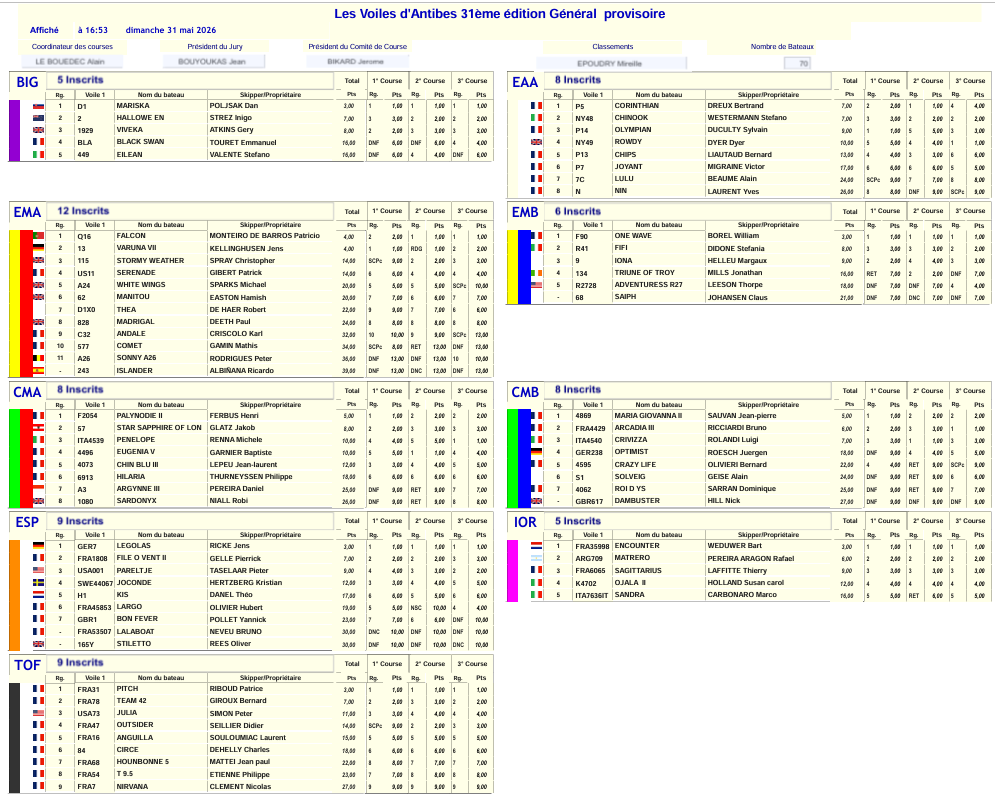 Les Voiles d'Antibes 31ème édition Général provisoire
Affiché à 16:53 dimanche 31 mai 2026
Coordinateur des courses Président du Jury Président du Comité de Course Classements Nombre de Bateaux
LE BOUEDEC Alain BOUYOUKAS Jean BIKARD Jerome EPOUDRY Mireille 70
BIG 5 Inscrits Total 1° Course 2° Course 3° Course
Rg. Voile 1 Nom du bateau Skipper/Propriétaire Pts Rg. Pts Rg. Pts Rg. Pts
1 D1 MARISKA POLJSAK Dan 3,00 1 1,00 1 1,00 1 1,00
2 2 HALLOWE EN STREZ Inigo 7,00 3 3,00 2 2,00 2 2,00
3 1929 VIVEKA ATKINS Gery 8,00 2 2,00 3 3,00 3 3,00
4 BLA BLACK SWAN TOURET Emmanuel 16,00 DNF 6,00 DNF 6,00 4 4,00
5 449 EILEAN VALENTE Stefano 16,00 DNF 6,00 4 4,00 DNF 6,00
EAA 8 Inscrits Total 1° Course 2° Course 3° Course
Rg. Voile 1 Nom du bateau Skipper/Propriétaire Pts Rg. Pts Rg. Pts Rg. Pts
1 P5 CORINTHIAN DREUX Bertrand 7,00 2 2,00 1 1,00 4 4,00
2 NY48 CHINOOK WESTERMANN Stefano 7,00 3 3,00 2 2,00 2 2,00
3 P14 OLYMPIAN DUCULTY Sylvain 9,00 1 1,00 5 5,00 3 3,00
4 NY49 ROWDY DYER Dyer 10,00 5 5,00 4 4,00 1 1,00
5 P13 CHIPS LIAUTAUD Bernard 13,00 4 4,00 3 3,00 6 6,00
6 P7 JOYANT MIGRAINE Victor 17,00 6 6,00 6 6,00 5 5,00
7 7C LULU BEAUME Alain 24,00 SCPc 9,00 7 7,00 8 8,00
8 N NIN LAURENT Yves 26,00 8 8,00 DNF 9,00 SCPc 9,00
EMA 12 Inscrits Total 1° Course 2° Course 3° Course
Rg. Voile 1 Nom du bateau Skipper/Propriétaire Pts Rg. Pts Rg. Pts Rg. Pts
1 Q16 FALCON MONTEIRO DE BARROS Patricio 4,00 2 2,00 1 1,00 1 1,00
2 13 VARUNA VII KELLINGHUSEN Jens 4,00 1 1,00 RDG 1,00 2 2,00
3 115 STORMY WEATHER SPRAY Christopher 14,00 SCPc 9,00 2 2,00 3 3,00
4 US11 SERENADE GIBERT Patrick 14,00 6 6,00 4 4,00 4 4,00
5 A24 WHITE WINGS SPARKS Michael 20,00 5 5,00 5 5,00 SCPc 10,00
6 62 MANITOU EASTON Hamish 20,00 7 7,00 6 6,00 7 7,00
7 D1X0 THEA DE HAER Robert 22,00 9 9,00 7 7,00 6 6,00
8 828 MADRIGAL DEETH Paul 24,00 8 8,00 8 8,00 8 8,00
9 C32 ANDALE CRISCOLO Karl 32,00 10 10,00 9 9,00 SCPc 13,00
10 577 COMET GAMIN Mathis 34,00 SCPc 8,00 RET 13,00 DNF 13,00
11 A26 SONNY A26 RODRIGUES Peter 36,00 DNF 13,00 DNF 13,00 10 10,00
- 243 ISLANDER ALBIÑANA Ricardo 39,00 DNF 13,00 DNC 13,00 DNF 13,00
EMB 6 Inscrits Total 1° Course 2° Course 3° Course
Rg. Voile 1 Nom du bateau Skipper/Propriétaire Pts Rg. Pts Rg. Pts Rg. Pts
1 F90 ONE WAVE BOREL William 3,00 1 1,00 1 1,00 1 1,00
2 R41 FIFI DIDONE Stefania 8,00 3 3,00 3 3,00 2 2,00
3 9 IONA HELLEU Margaux 9,00 2 2,00 4 4,00 3 3,00
4 134 TRIUNE OF TROY MILLS Jonathan 16,00 RET 7,00 2 2,00 DNF 7,00
5 R2728 ADVENTURESS R27 LEESON Thorpe 18,00 DNF 7,00 DNF 7,00 4 4,00
- 68 SAIPH JOHANSEN Claus 21,00 DNF 7,00 DNC 7,00 DNF 7,00
CMA 8 Inscrits Total 1° Course 2° Course 3° Course
Rg. Voile 1 Nom du bateau Skipper/Propriétaire Pts Rg. Pts Rg. Pts Rg. Pts
1 F2054 PALYNODIE II FERBUS Henri 5,00 1 1,00 2 2,00 2 2,00
2 57 STAR SAPPHIRE OF LON GLATZ Jakob 6,00 2 2,00 1 1,00 3 3,00
3 ITA4539 PENELOPE RENNA Michele 10,00 4 4,00 5 5,00 1 1,00
4 4496 EUGENIA V GARNIER Baptiste 10,00 5 5,00 1 1,00 4 4,00
5 4073 CHIN BLU III LEPEU Jean-laurent 12,00 3 3,00 4 4,00 5 5,00
6 6913 HILARIA THURNEYSSEN Philippe 18,00 6 6,00 6 6,00 6 6,00
7 A3 ARGYNNE III PEREIRA Daniel 25,00 DNF 9,00 RET 9,00 7 7,00
8 1080 SARDONYX NIALL Robi 26,00 DNF 9,00 RET 9,00 8 8,00
CMB 8 Inscrits Total 1° Course 2° Course 3° Course
Rg. Voile 1 Nom du bateau Skipper/Propriétaire Pts Rg. Pts Rg. Pts Rg. Pts
1 4869 MARIA GIOVANNA II SAUVAN Jean-pierre 5,00 1 1,00 2 2,00 2 2,00
2 FRA4429 ARCADIA III RICCIARDI Bruno 6,00 2 2,00 3 3,00 1 1,00
3 ITA4540 CRIVIZZA ROLANDI Luigi 7,00 3 3,00 1 1,00 3 3,00
4 GER238 OPTIMIST ROESCH Juergen 18,00 DNF 9,00 5 5,00 4 4,00
5 4595 CRAZY LIFE OLIVIERI Bernard 22,00 4 4,00 RET 9,00 SCPc 9,00
6 S1 SOLVEIG GEISE Alain 24,00 DNF 9,00 RET 9,00 6 6,00
7 4062 ROI D YS SARRAN Dominique 25,00 DNF 9,00 RET 9,00 7 7,00
- GBR617 DAMBUSTER HILL Nick 27,00 DNF 9,00 RET 9,00 DNF 9,00
ESP 9 Inscrits Total 1° Course 2° Course 3° Course
Rg. Voile 1 Nom du bateau Skipper/Propriétaire Pts Rg. Pts Rg. Pts Rg. Pts
1 GER7 LEGOLAS RICKE Jens 3,00 1 1,00 1 1,00 1 1,00
2 FRA1808 FILE O VENT II GELLE Pierrick 7,00 2 2,00 2 2,00 3 3,00
3 USA001 PARELTJE TASELAAR Pieter 9,00 4 4,00 3 3,00 2 2,00
4 SWE44067 JOCONDE HERTZBERG Kristian 12,00 3 3,00 4 4,00 5 5,00
5 H1 KIS DANEL Théo 17,00 6 6,00 5 5,00 6 6,00
6 FRA45853 LARGO OLIVIER Hubert 19,00 5 5,00 NSC 10,00 4 4,00
7 GBR1 BON FEVER POLLET Yannick 23,00 7 7,00 6 6,00 DNF 10,00
- FRA53507 LALABOAT NEVEU BRUNO 30,00 DNC 10,00 DNF 10,00 DNF 10,00
- 165Y STILETTO REES Oliver 30,00 DNF 10,00 DNF 10,00 DNC 10,00
IOR 5 Inscrits Total 1° Course 2° Course 3° Course
Rg. Voile 1 Nom du bateau Skipper/Propriétaire Pts Rg. Pts Rg. Pts Rg. Pts
1 FRA35998 ENCOUNTER WEDUWER Bart 3,00 1 1,00 1 1,00 1 1,00
2 ARG709 MATRERO PEREIRA ARAGON Rafael 6,00 2 2,00 2 2,00 2 2,00
3 FRA6065 SAGITTARIUS LAFFITTE Thierry 9,00 3 3,00 3 3,00 3 3,00
4 K4702 OJALA II HOLLAND Susan carol 12,00 4 4,00 4 4,00 4 4,00
5 ITA7636IT SANDRA CARBONARO Marco 16,00 5 5,00 RET 6,00 5 5,00
TOF 9 Inscrits Total 1° Course 2° Course 3° Course
Rg. Voile 1 Nom du bateau Skipper/Propriétaire Pts Rg. Pts Rg. Pts Rg. Pts
1 FRA31 PITCH RIBOUD Patrice 3,00 1 1,00 1 1,00 1 1,00
2 FRA78 TEAM 42 GIROUX Bernard 7,00 2 2,00 3 3,00 2 2,00
3 USA73 JULIA SIMON Peter 11,00 3 3,00 4 4,00 4 4,00
4 FRA47 OUTSIDER SEILLIER Didier 14,00 SCPc 9,00 2 2,00 3 3,00
5 FRA16 ANGUILLA SOULOUMIAC Laurent 15,00 5 5,00 5 5,00 5 5,00
6 84 CIRCE DEHELLY Charles 18,00 6 6,00 6 6,00 6 6,00
7 FRA68 HOUNBONNE 5 MATTEI Jean paul 22,00 8 8,00 7 7,00 7 7,00
8 FRA54 T 9.5 ETIENNE Philippe 23,00 7 7,00 8 8,00 8 8,00
9 FRA7 NIRVANA CLEMENT Nicolas 27,00 9 9,00 9 9,00 9 9,00